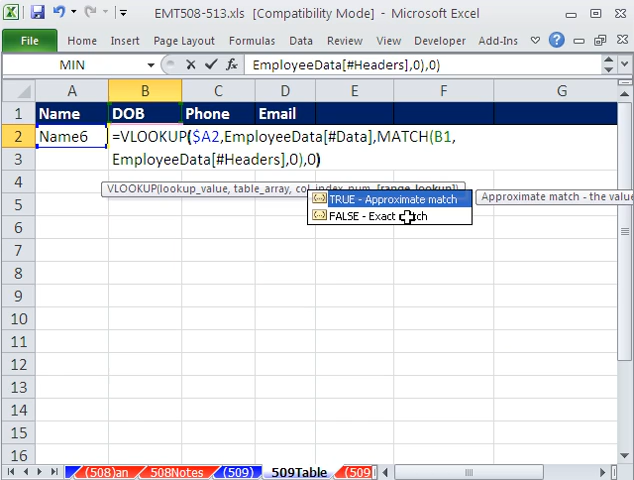 EMT508-513.xls [Compatibility Mode] - Microsoft Excel
File Home Insert Page Layout Formulas Data Review View Developer Add-Ins
MIN fx EmployeeData[#Headers],0),0)
A B C D E F G
1 Name DOB Phone Email
2 Name6 =VLOOKUP($A2,EmployeeData[#Data],MATCH(B1,
3 EmployeeData[#Headers],0),0)
4
VLOOKUP(lookup_value, table_array, col_index_num, [range_lookup])
5 TRUE - Approximate match Approximate match - the value
FALSE - Exact match
6
7
8
9
10
11
12
13
14
15
16
(508)an 508Notes (509) 509Table (509